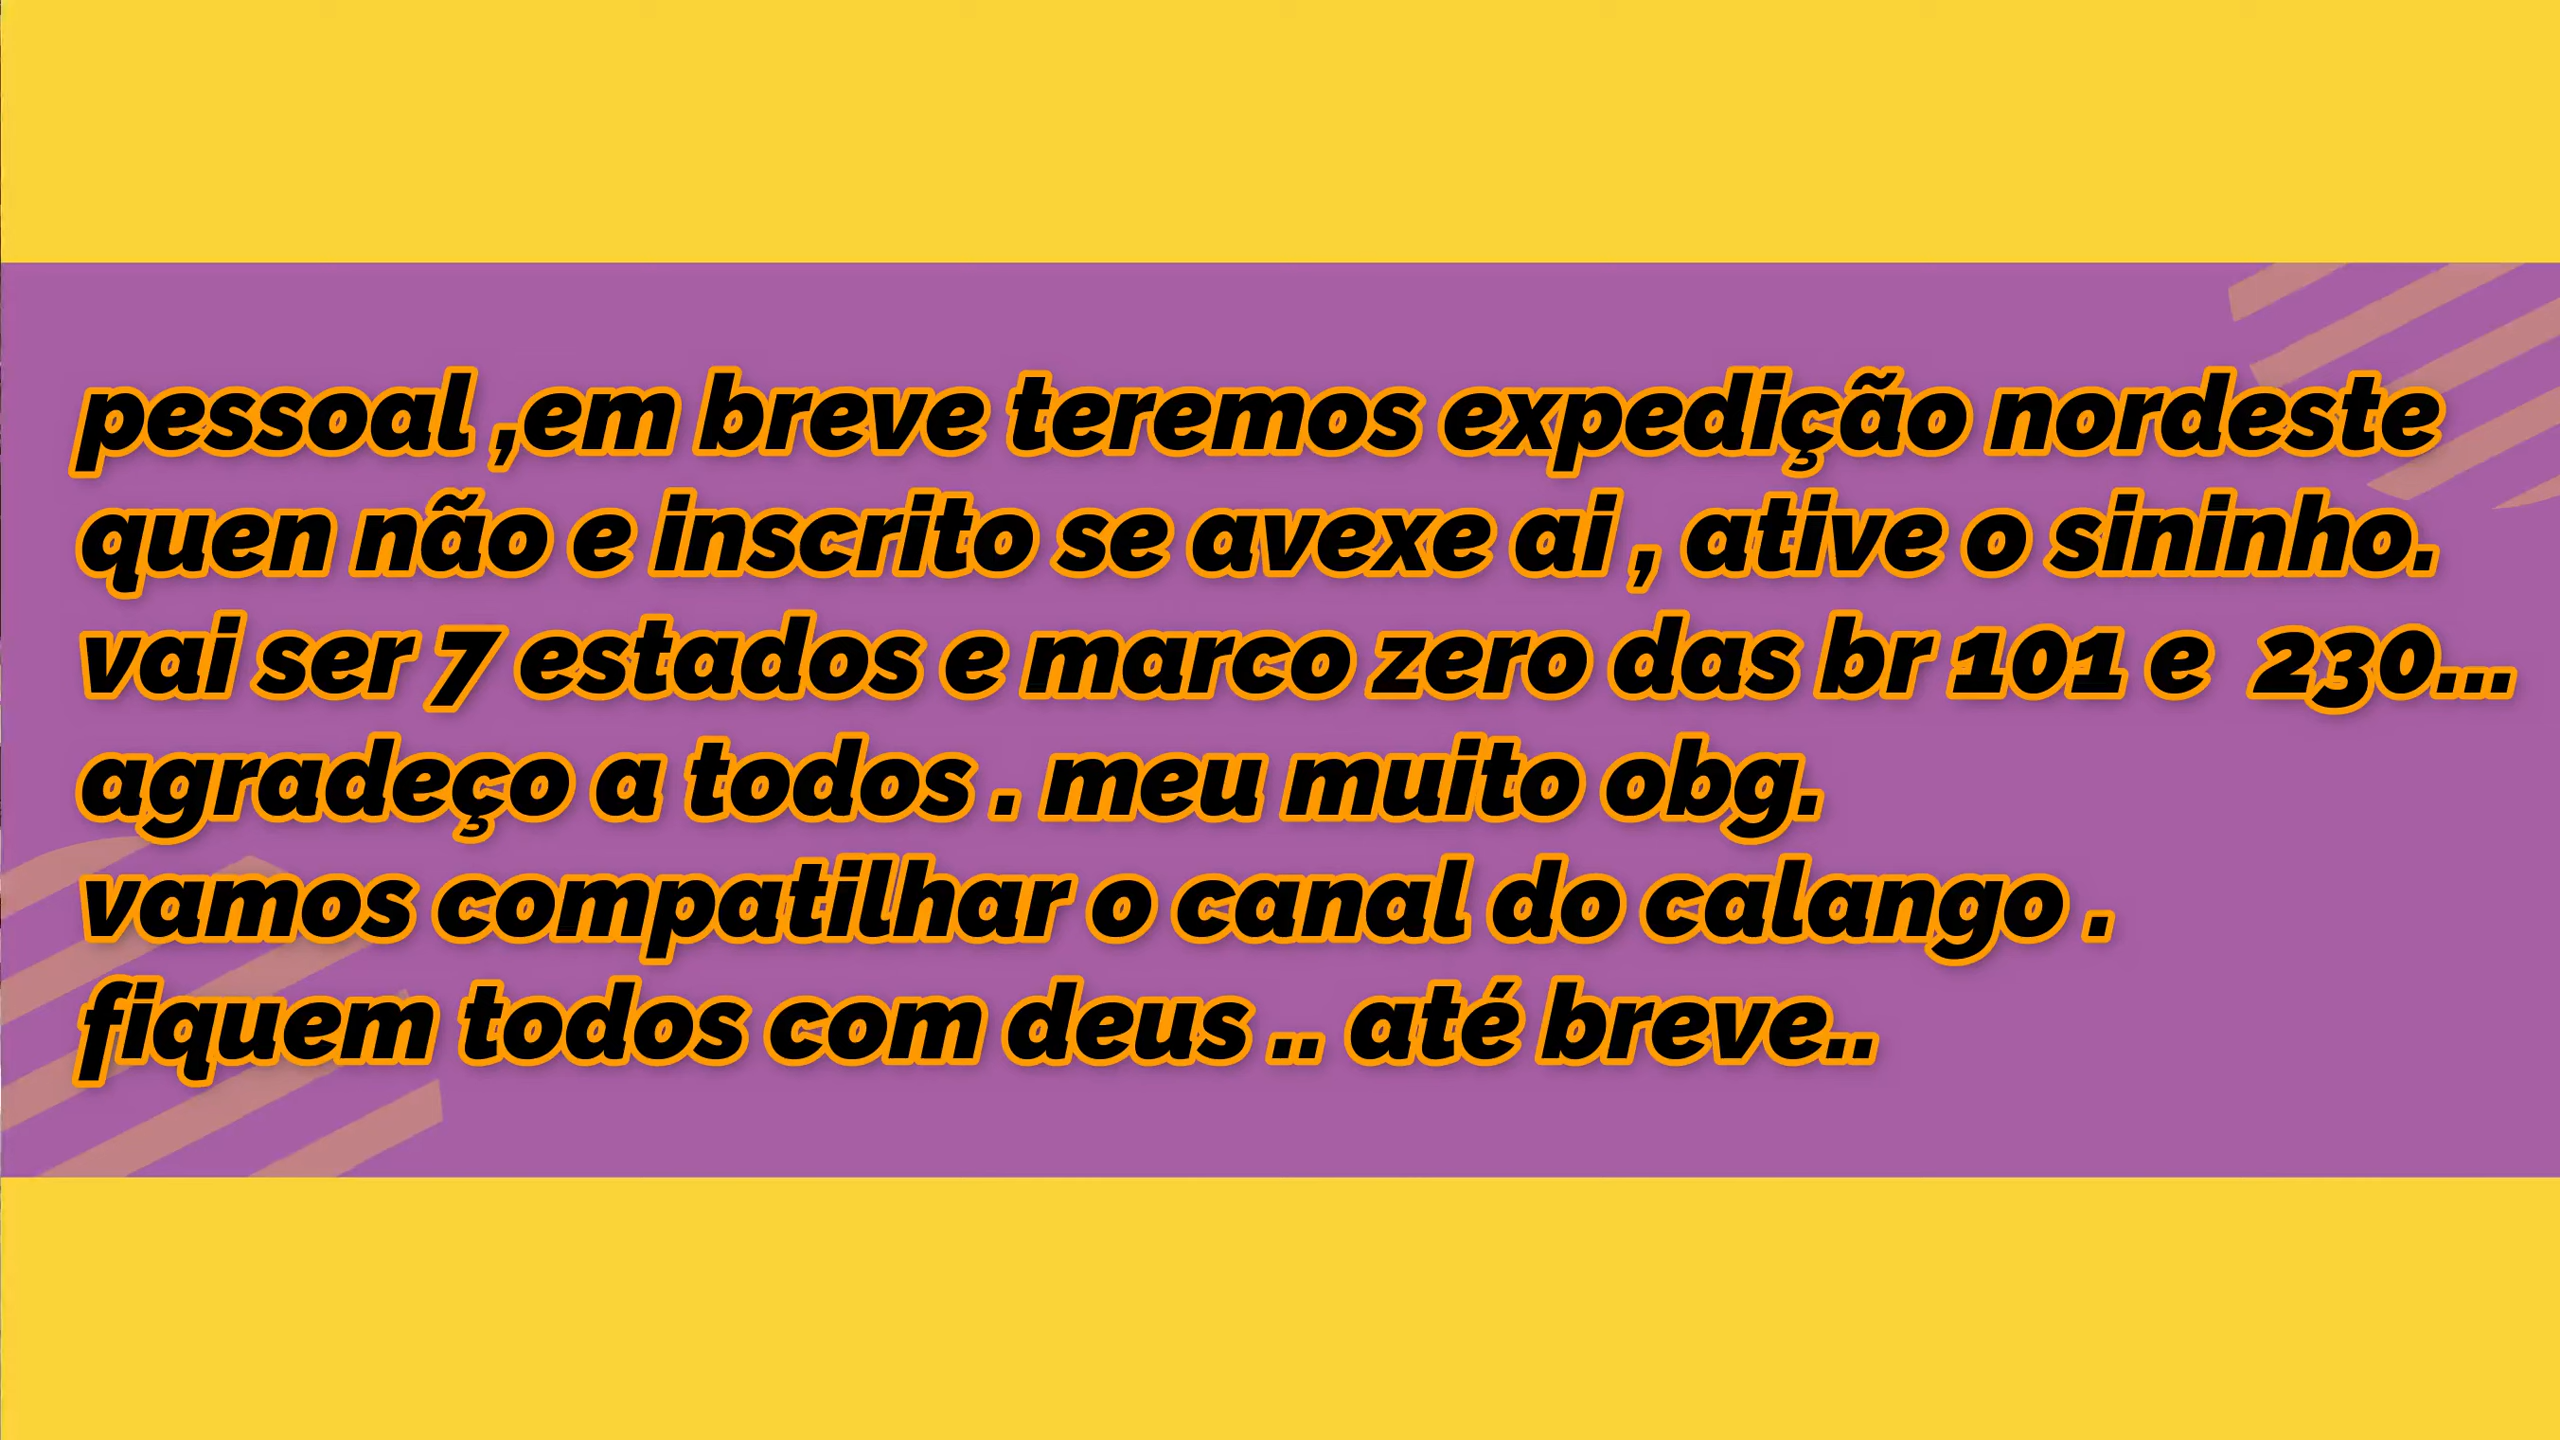 pessoal ,em breve teremos expedição nordeste
quen não e inscrito se avexe ai , ative o sininho.
vai ser 7 estados e marco zero das br 101 e  230...
agradeço a todos . meu muito obg.
vamos compatilhar o canal do calango .
fiquem todos com deus .. até breve..